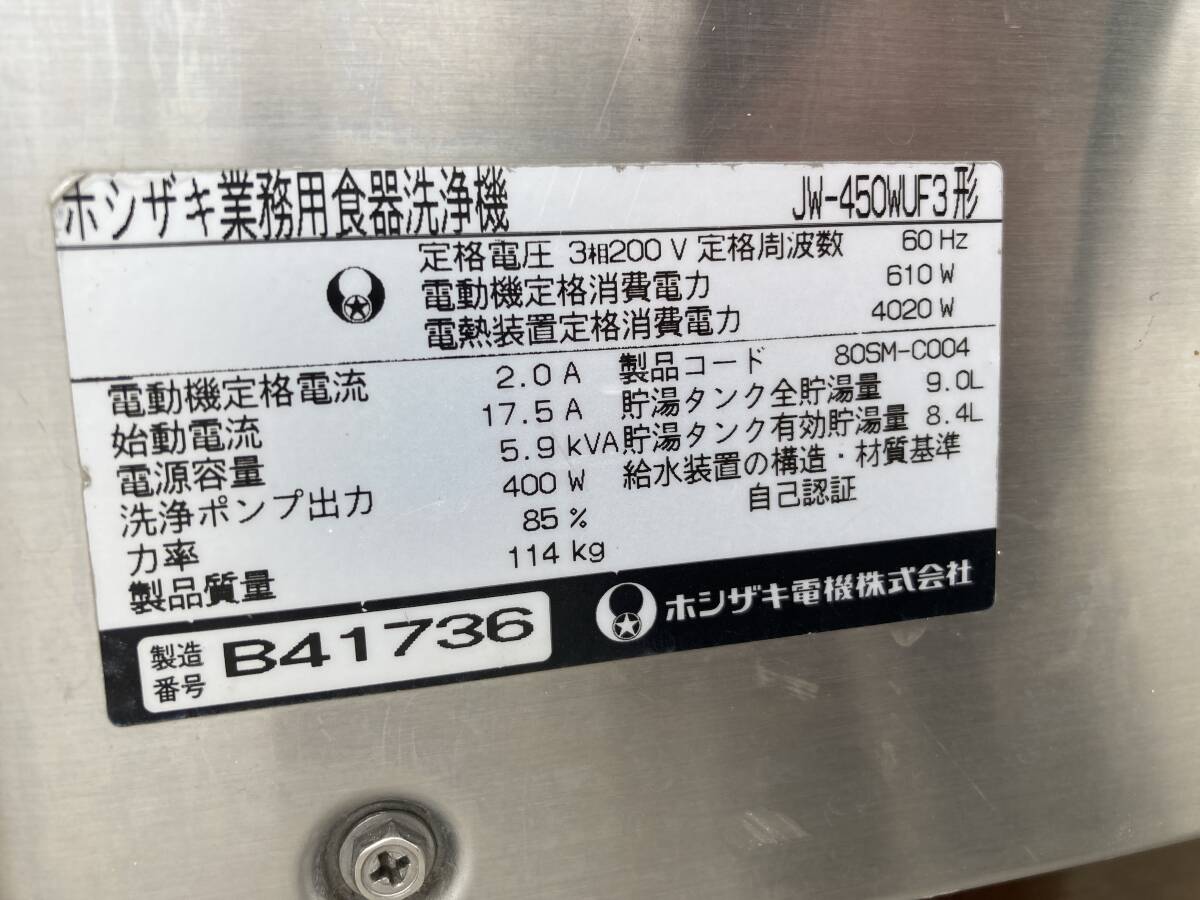 ホシザキ業務用食器洗浄機 JW-450WUF3形
定格電圧 3相200 V 定格周波数 60 Hz
電動機定格消費電力 610 W
電熱装置定格消費電力 4020 W
電動機定格電流 2.0 A
始動電流 17.5 A
電源容量 5.9 kVA
洗浄ポンプ出力 400 W
力率 85 %
製品質量 114 kg
製品コード 80SM-C004
貯湯タンク全貯湯量 9.0L
貯湯タンク有効貯湯量 8.4L
給水装置の構造・材質基準
自己認証
製造番号 B41736
ホシザキ電機株式会社